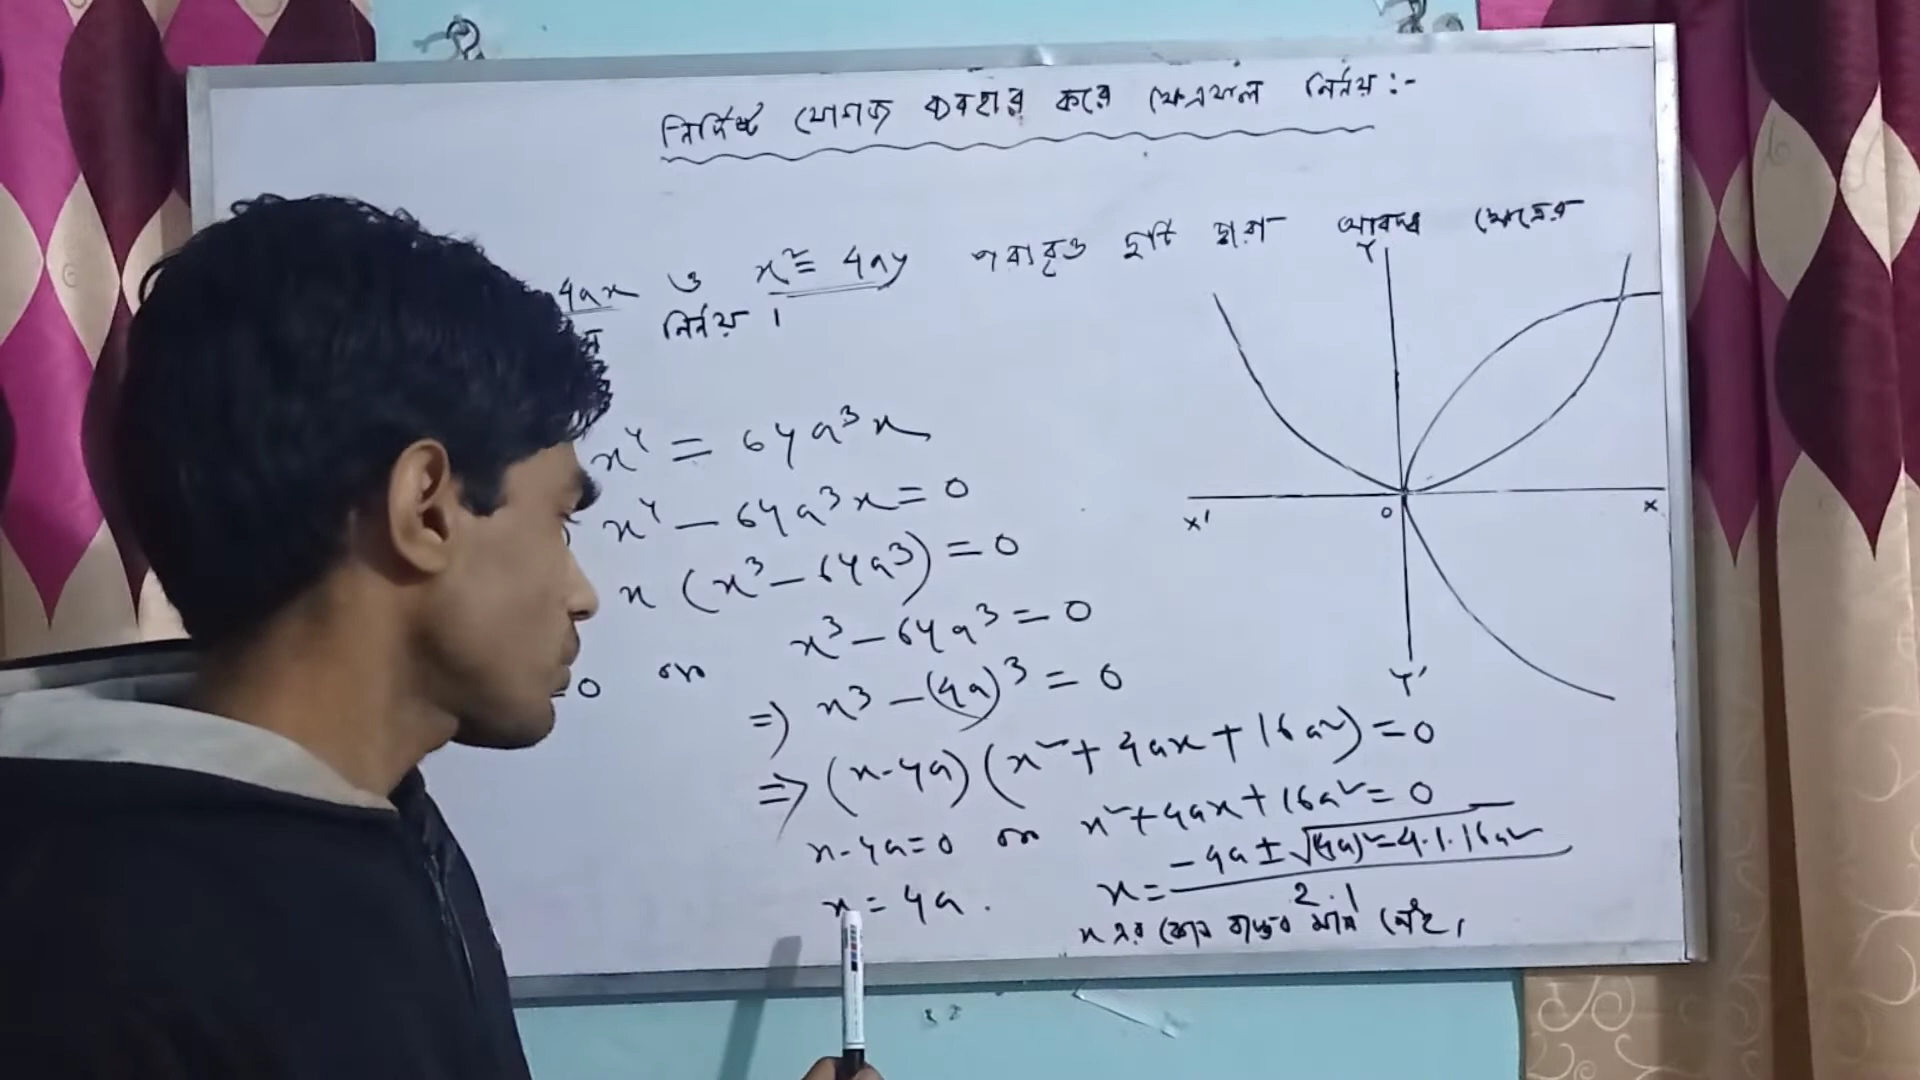 নির্দিষ্ট যোগজ ব্যবহার করে ক্ষেত্রফল নির্ণয় :-
4ax ও x² = 4ay পরাবৃত্ত দুটি দ্বারা আবদ্ধ ক্ষেত্রের
নির্ণয় ।
x⁴ = 64a³x
x⁴ - 64a³x = 0
x (x³ - 64a³) = 0
= 0 or x³ - 64a³ = 0
=> x³ - (4a)³ = 0
=> (x-4a) (x² + 4ax + 16a²) = 0
x - 4a = 0 or x² + 4ax + 16a² = 0
x = 4a . x = -4a ± √(4a)² - 4.1.16a² / 2.1
x এর কোন বাস্তব মান নেই ।
Y
X' O X
Y'